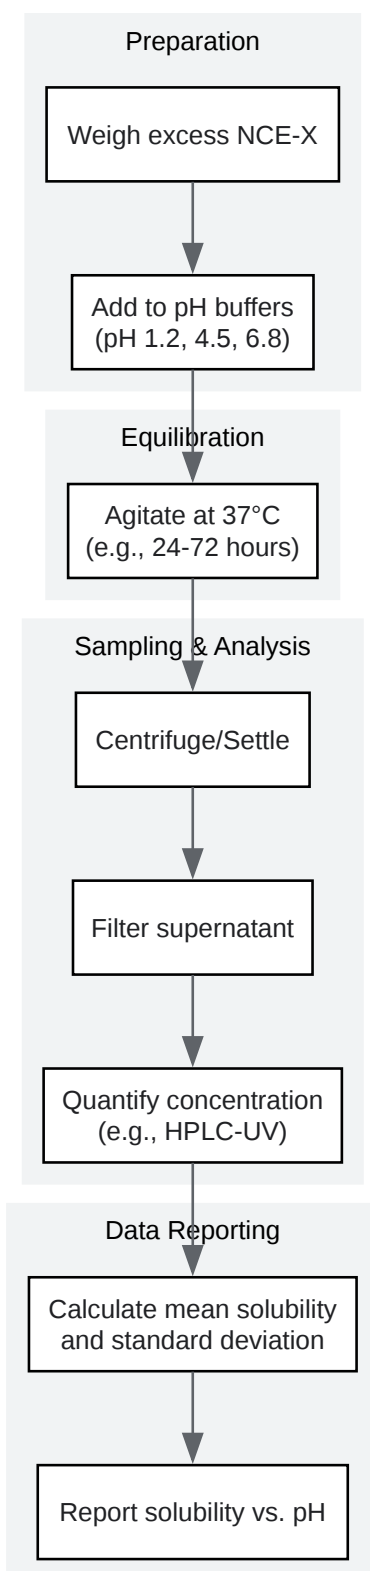 Preparation
Weigh excess NCE-X
Add to pH buffers
(pH 1.2, 4.5, 6.8)
Equilibration
Agitate at 37°C
(e.g., 24-72 hours)
Sampling & Analysis
Centrifuge/Settle
Filter supernatant
Quantify concentration
(e.g., HPLC-UV)
Data Reporting
Calculate mean solubility
and standard deviation
Report solubility vs. pH